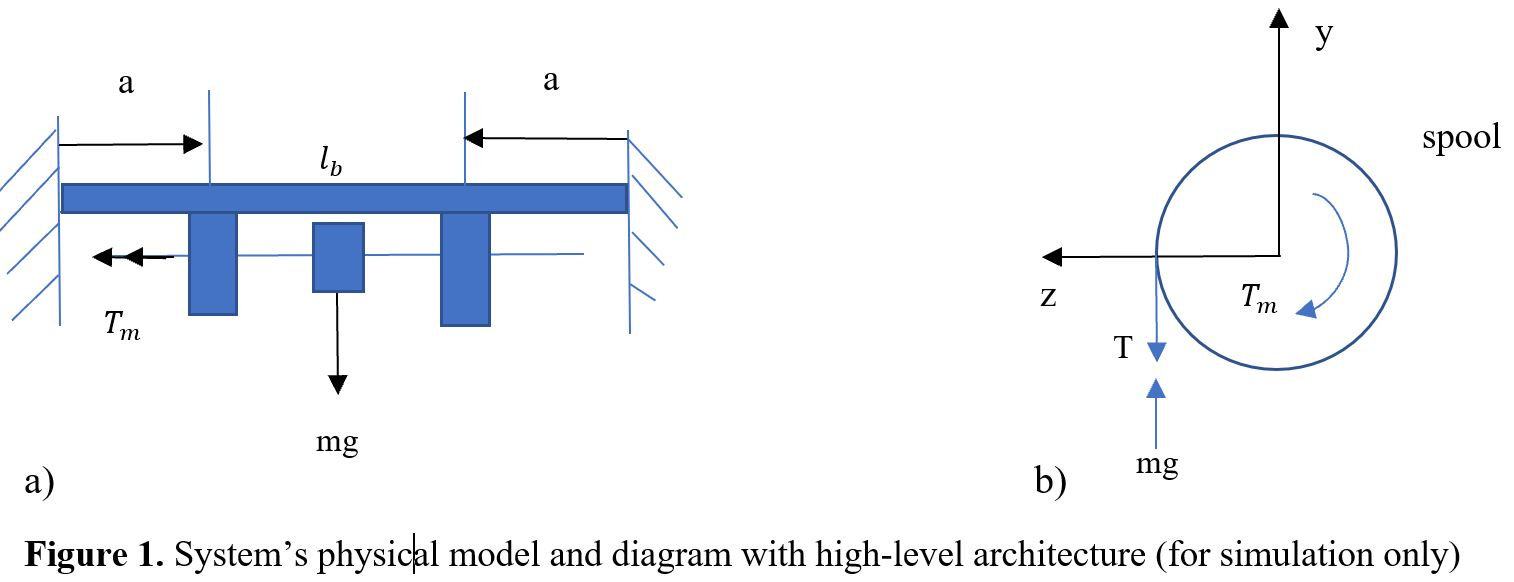 a
a
l_b
T_m
mg
a)
y
spool
z
T_m
T
mg
b)
Figure 1. System’s physical model and diagram with high-level architecture (for simulation only)